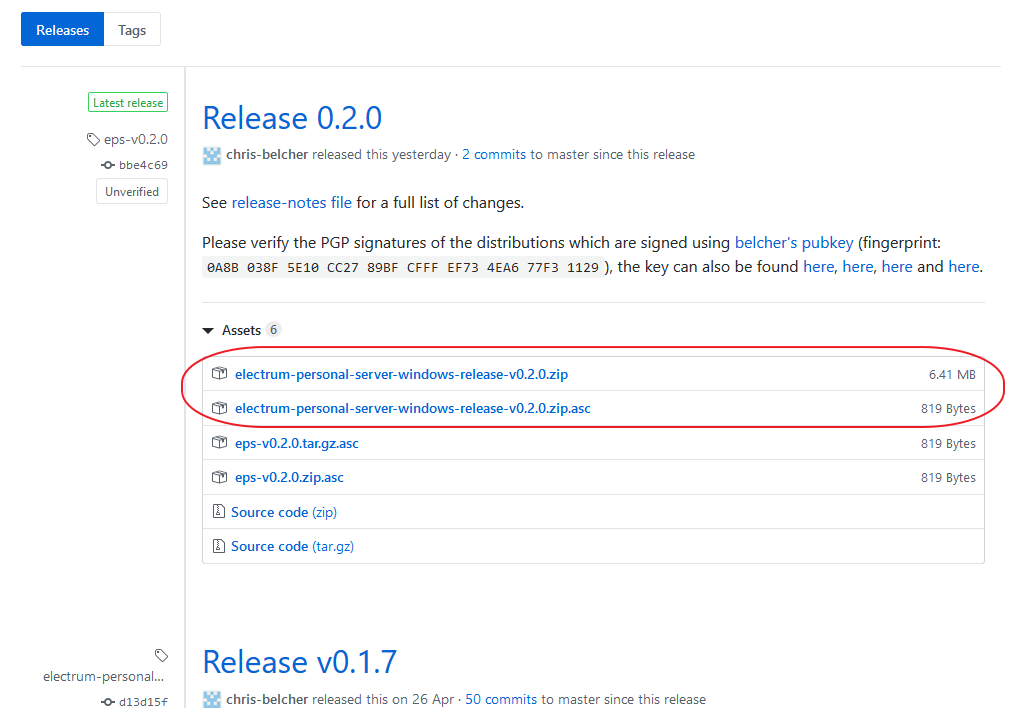 Releases Tags
Latest release
eps-v0.2.0
bbe4c69
Unverified
Release 0.2.0
chris-belcher released this yesterday · 2 commits to master since this release
See release-notes file for a full list of changes.
Please verify the PGP signatures of the distributions which are signed using belcher's pubkey (fingerprint:
0A8B 038F 5E10 CC27 89BF CFFF EF73 4EA6 77F3 1129 ), the key can also be found here, here, here and here.
Assets 6
electrum-personal-server-windows-release-v0.2.0.zip 6.41 MB
electrum-personal-server-windows-release-v0.2.0.zip.asc 819 Bytes
eps-v0.2.0.tar.gz.asc 819 Bytes
eps-v0.2.0.zip.asc 819 Bytes
Source code (zip)
Source code (tar.gz)
electrum-personal...
d13d15f
Release v0.1.7
chris-belcher released this on 26 Apr · 50 commits to master since this release